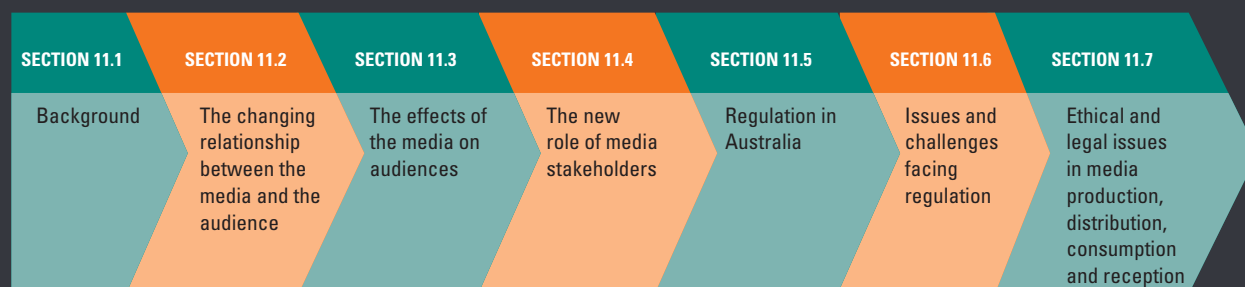 SECTION 11.1
Background
SECTION 11.2
The changing
relationship
between the
media and the
audience
SECTION 11.3
The effects of
the media on
audiences
SECTION 11.4
The new
role of media
stakeholders
SECTION 11.5
Regulation in
Australia
SECTION 11.6
Issues and
challenges
facing
regulation
SECTION 11.7
Ethical and
legal issues
in media
production,
distribution,
consumption
and reception